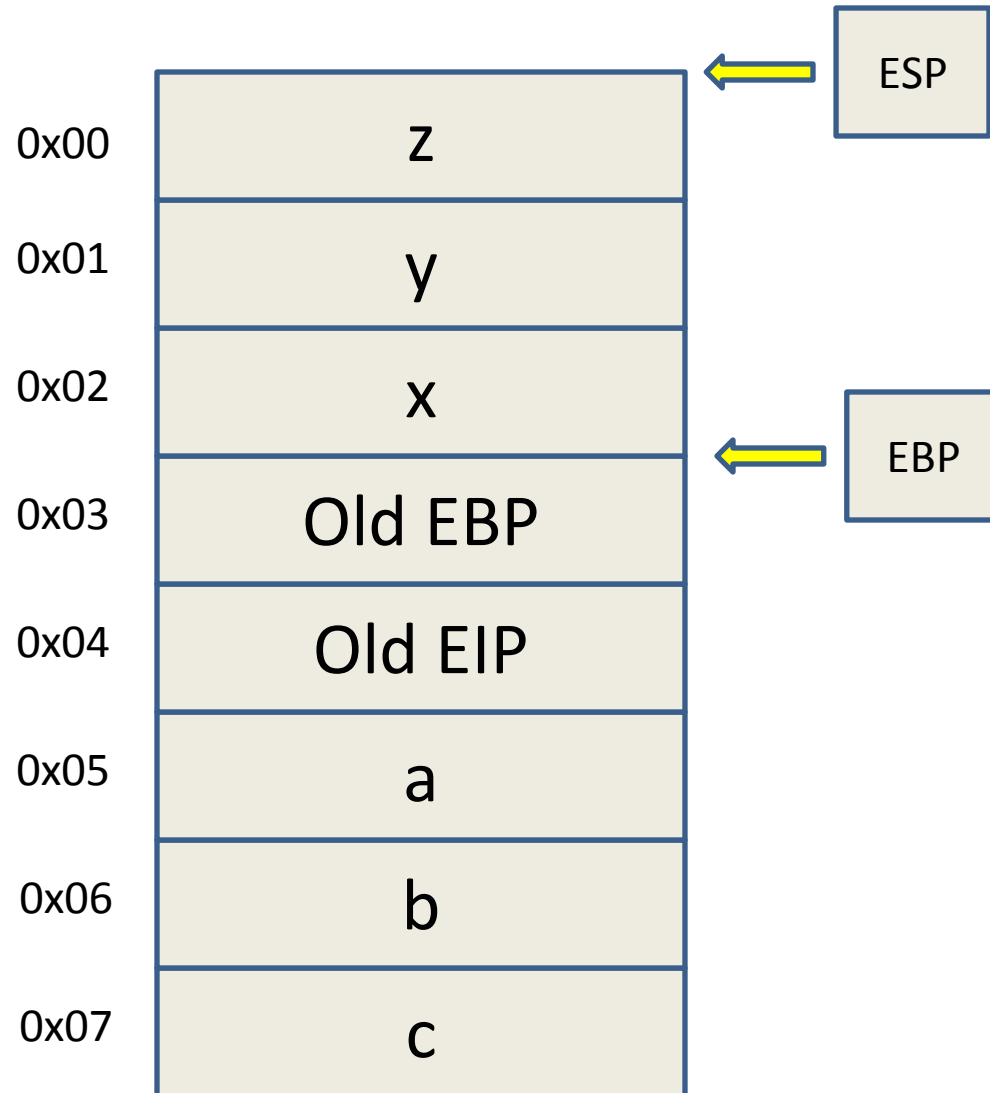 ESP
0x00 z
0x01 y
0x02 x
EBP
0x03 Old EBP
0x04 Old EIP
0x05 a
0x06 b
0x07 c